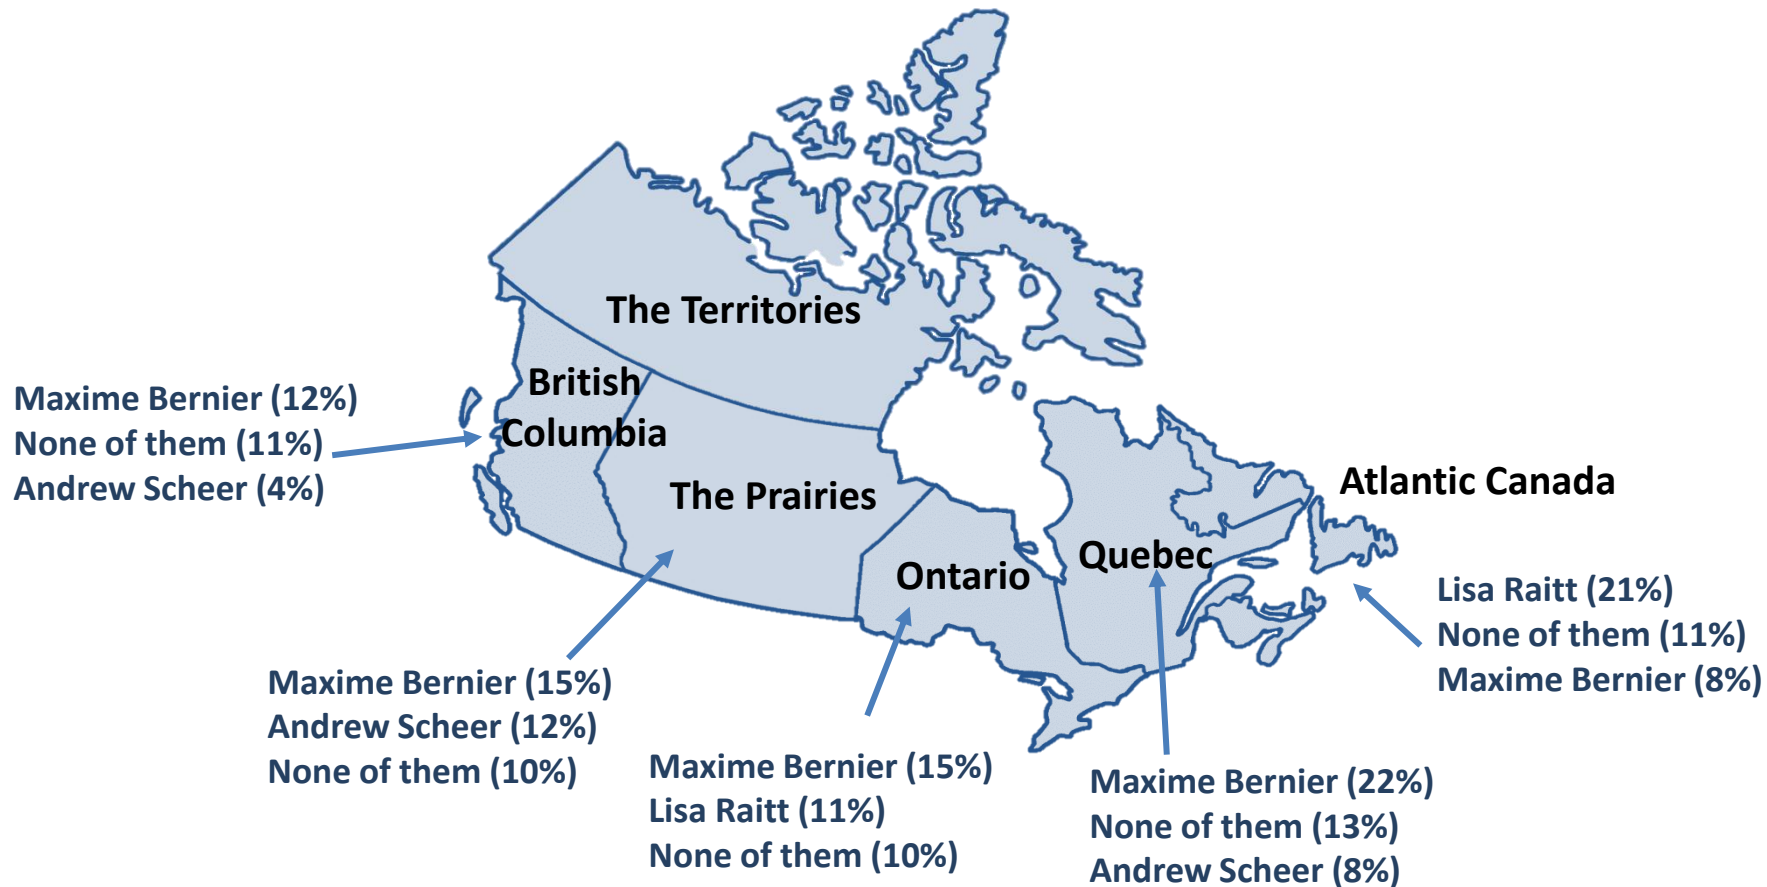 The Territories
British
Columbia
Maxime Bernier (12%)
None of them (11%)
Andrew Scheer (4%)
The Prairies
Atlantic Canada
Quebec
Ontario
Lisa Raitt (21%)
None of them (11%)
Maxime Bernier (8%)
Maxime Bernier (15%)
Andrew Scheer (12%)
None of them (10%)
Maxime Bernier (15%)
Lisa Raitt (11%)
None of them (10%)
Maxime Bernier (22%)
None of them (13%)
Andrew Scheer (8%)